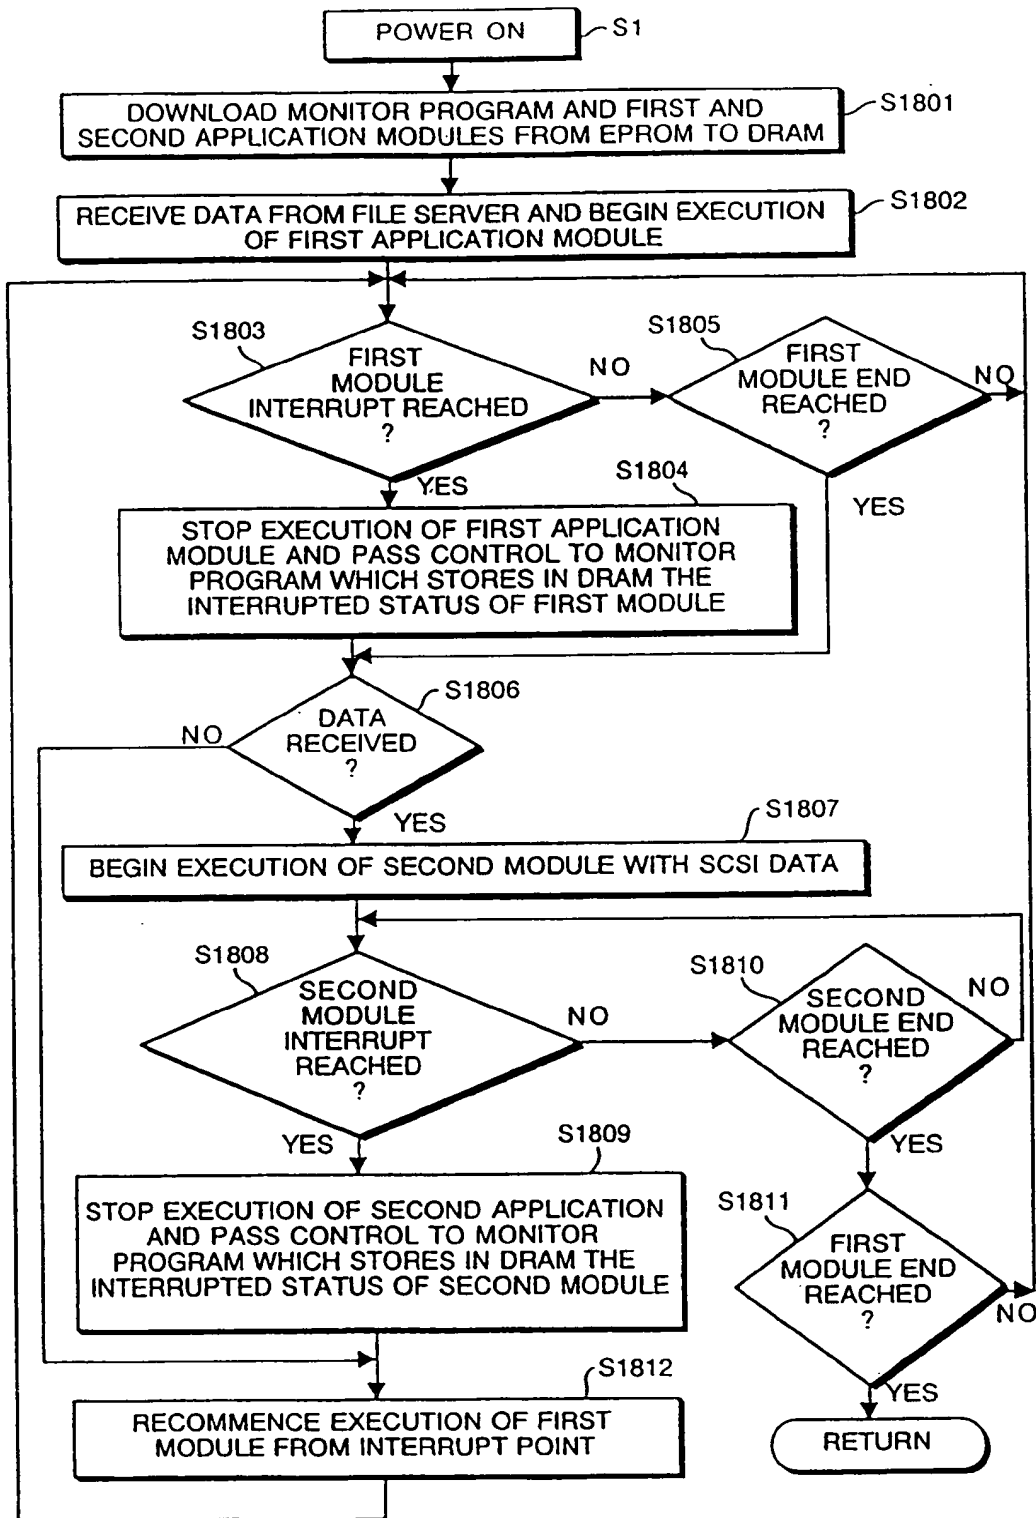 POWER ON
S1
DOWNLOAD MONITOR PROGRAM AND FIRST AND
SECOND APPLICATION MODULES FROM EPROM TO DRAM
S1801
RECEIVE DATA FROM FILE SERVER AND BEGIN EXECUTION
OF FIRST APPLICATION MODULE
S1802
S1803
FIRST
MODULE
INTERRUPT REACHED
?
NO
YES
S1805
FIRST
MODULE END
REACHED
?
NO
YES
S1804
STOP EXECUTION OF FIRST APPLICATION
MODULE AND PASS CONTROL TO MONITOR
PROGRAM WHICH STORES IN DRAM THE
INTERRUPTED STATUS OF FIRST MODULE
S1806
DATA
RECEIVED
?
NO
YES
S1807
BEGIN EXECUTION OF SECOND MODULE WITH SCSI DATA
S1808
SECOND
MODULE
INTERRUPT
REACHED
?
NO
YES
S1810
SECOND
MODULE END
REACHED
?
NO
YES
S1809
STOP EXECUTION OF SECOND APPLICATION
AND PASS CONTROL TO MONITOR
PROGRAM WHICH STORES IN DRAM THE
INTERRUPTED STATUS OF SECOND MODULE
S1811
FIRST
MODULE END
REACHED
?
NO
YES
S1812
RECOMMENCE EXECUTION OF FIRST
MODULE FROM INTERRUPT POINT
RETURN